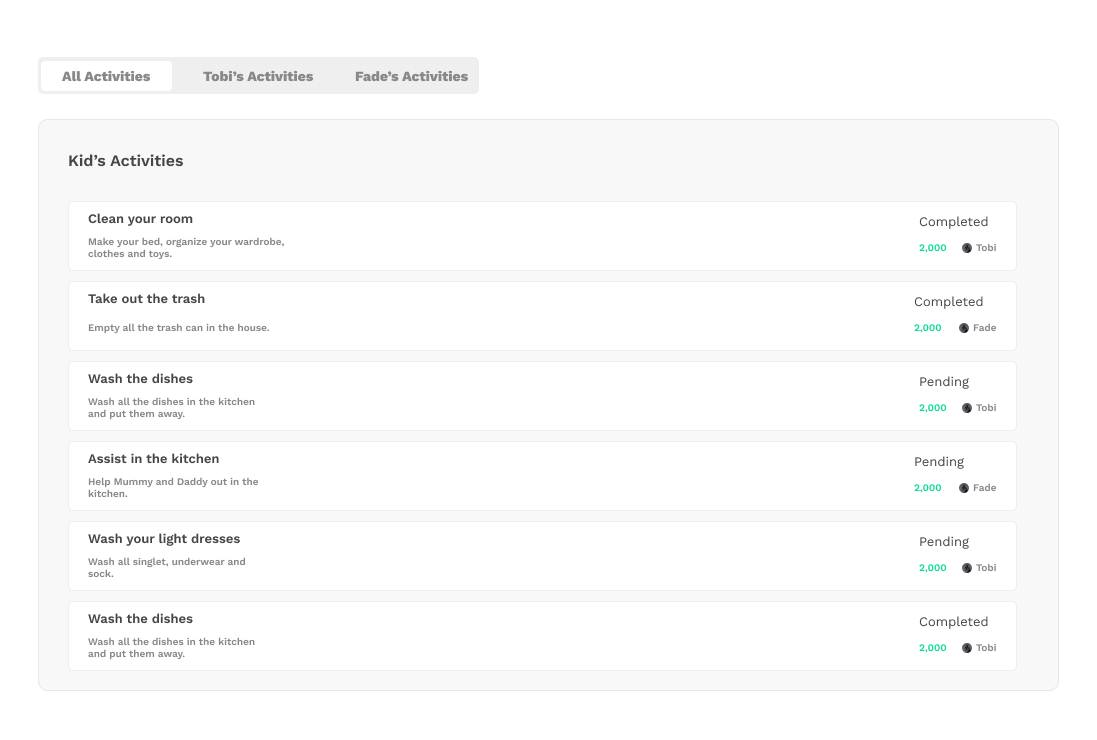 All Activities Tobi’s Activities Fade’s Activities
Kid’s Activities
Clean your room
Completed
Make your bed, organize your wardrobe,
clothes and toys.
2,000 Tobi
Take out the trash
Completed
Empty all the trash can in the house.
2,000 Fade
Wash the dishes
Pending
Wash all the dishes in the kitchen
and put them away.
2,000 Tobi
Assist in the kitchen
Pending
Help Mummy and Daddy out in the
kitchen.
2,000 Fade
Wash your light dresses
Pending
Wash all singlet, underwear and
sock.
2,000 Tobi
Wash the dishes
Completed
Wash all the dishes in the kitchen
and put them away.
2,000 Tobi